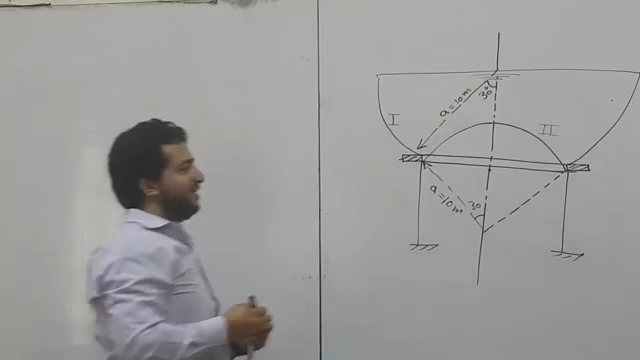 a = 10m
30°
I
II
a = 10m
30